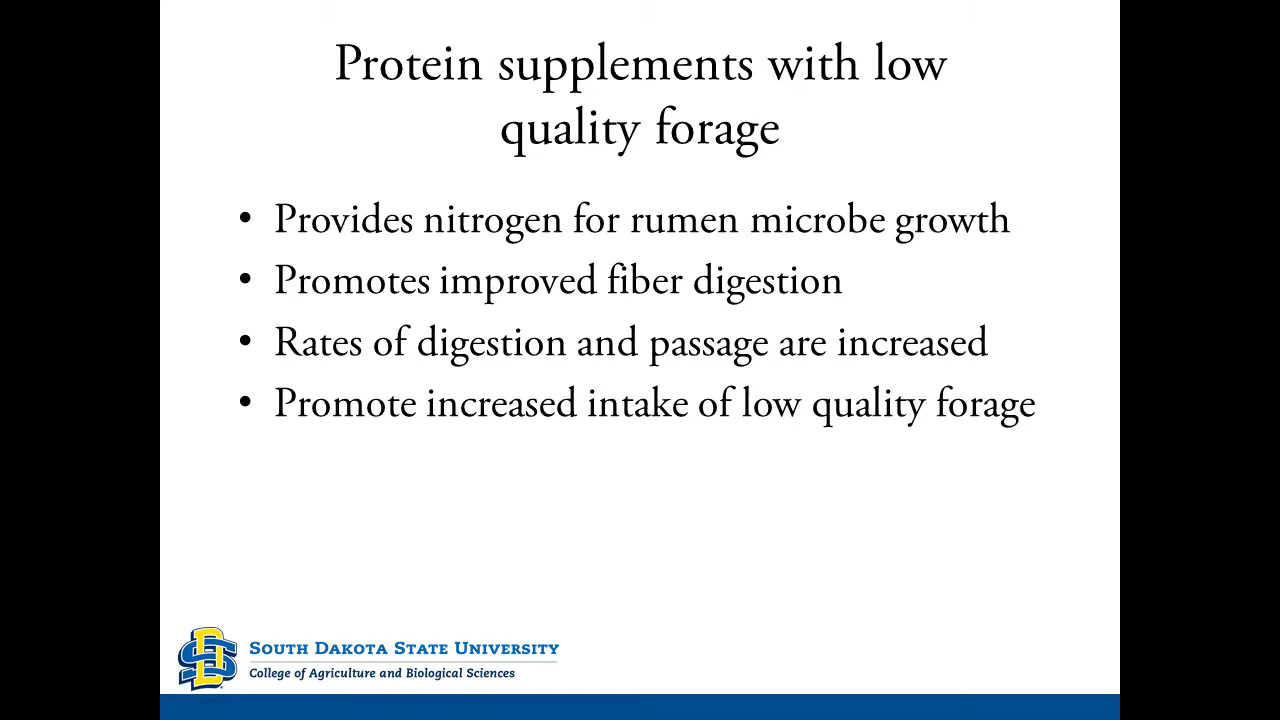 Protein supplements with low
quality forage
• Provides nitrogen for rumen microbe growth
• Promotes improved fiber digestion
• Rates of digestion and passage are increased
• Promote increased intake of low quality forage
South Dakota State University
College of Agriculture and Biological Sciences